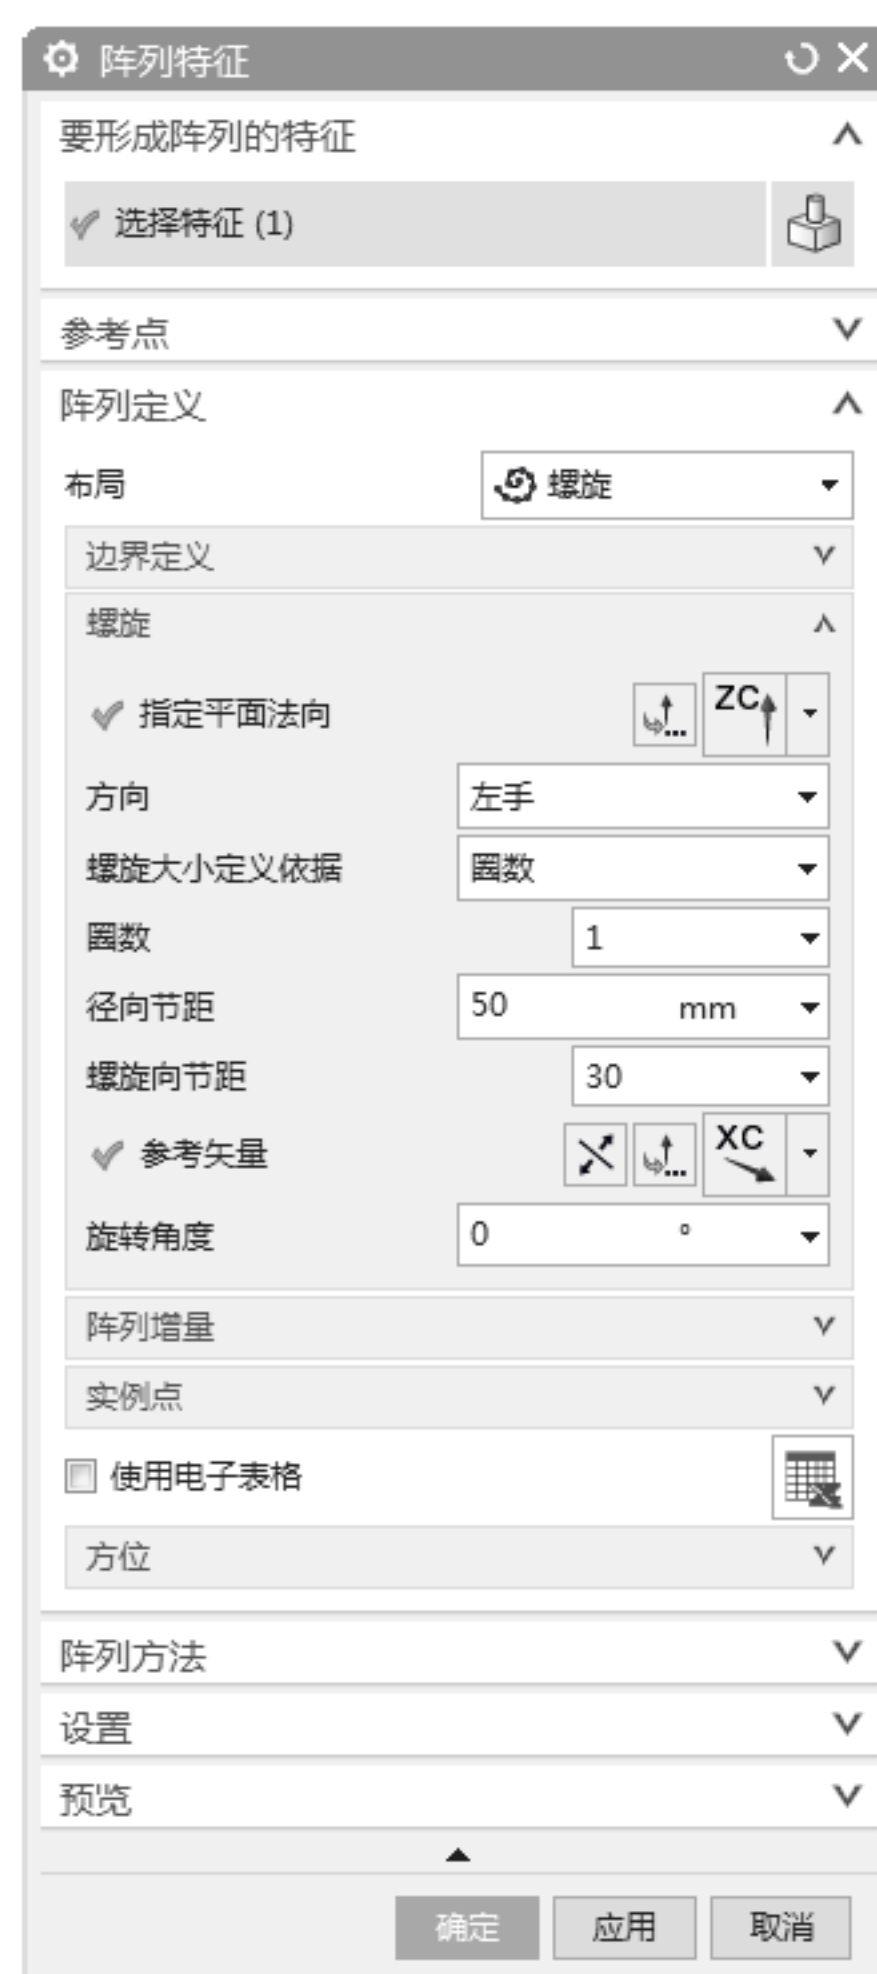 阵列特征
要形成阵列的特征
选择特征 (1)
参考点
阵列定义
布局 螺旋
边界定义
螺旋
指定平面法向 ZC
方向 左手
螺旋大小定义依据 圈数
圈数 1
径向节距 50 mm
螺旋向节距 30
参考矢量 XC
旋转角度 0 °
阵列增量
实例点
使用电子表格
方位
阵列方法
设置
预览
确定 应用 取消